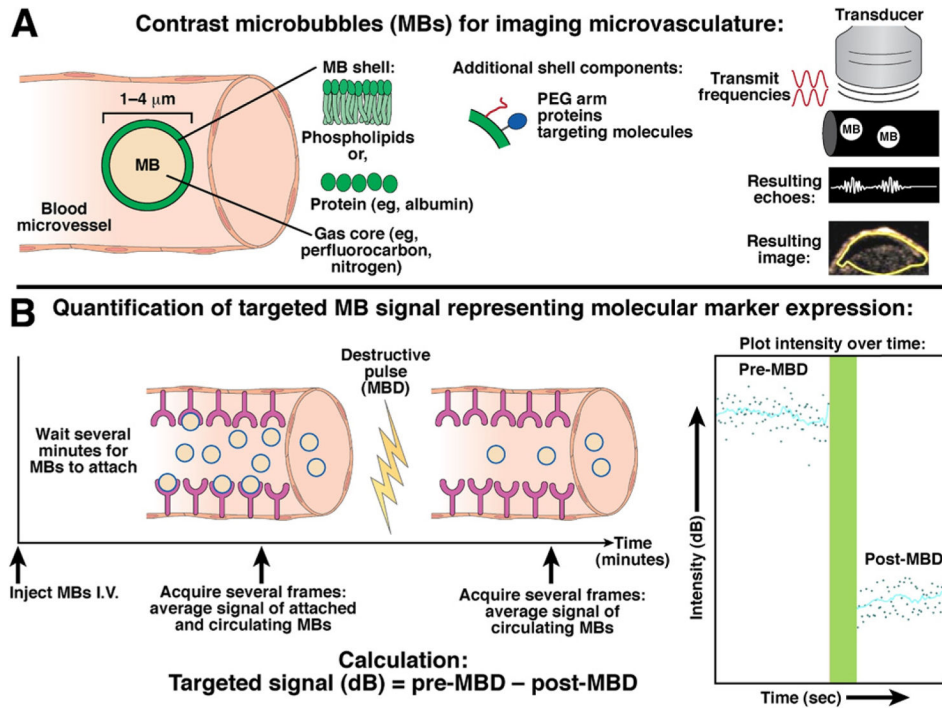 A
Contrast microbubbles (MBs) for imaging microvasculature:
1–4 µm
MB
Blood
microvessel
MB shell:
Phospholipids
or,
Protein (eg, albumin)
Gas core (eg,
perfluorocarbon,
nitrogen)
Additional shell components:
PEG arm
proteins
targeting molecules
Transducer
Transmit
frequencies
MB
MB
Resulting
echoes:
Resulting
image:
B
Quantification of targeted MB signal representing molecular marker expression:
Wait several
minutes for
MBs to attach
Destructive
pulse
(MBD)
Time
(minutes)
Inject MBs I.V.
Acquire several frames:
average signal of attached
and circulating MBs
Acquire several frames:
average signal of
circulating MBs
Calculation:
Targeted signal (dB) = pre-MBD – post-MBD
Plot intensity over time:
Pre-MBD
Post-MBD
Intensity (dB)
Time (sec)